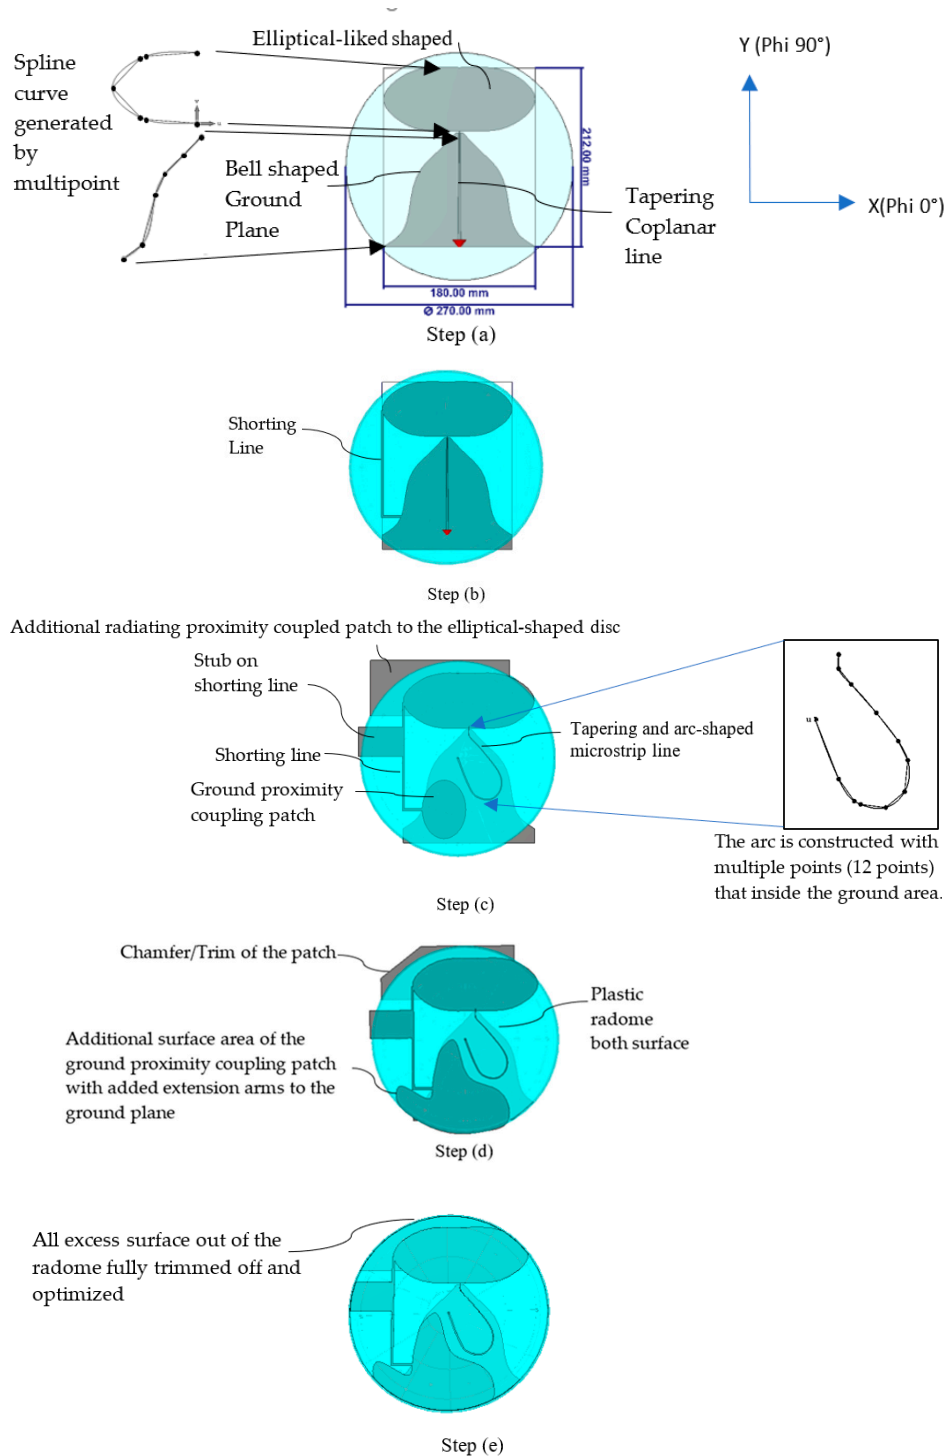 Elliptical-liked shaped
Spline
curve
generated
by
multipoint
Y (Phi 90°)
X(Phi 0°)
Bell shaped
Ground
Plane
212.00 mm
Tapering
Coplanar
line
180.00 mm
Ø 270.00 mm
Step (a)
Shorting
Line
Step (b)
Additional radiating proximity coupled patch to the elliptical-shaped disc
Stub on
shorting line
Tapering and arc-shaped
microstrip line
Shorting line
Ground proximity
coupling patch
u
The arc is constructed with
multiple points (12 points)
that inside the ground area.
Step (c)
Chamfer/Trim of the patch
Plastic
radome
both surface
Additional surface area of the
ground proximity coupling patch
with added extension arms to the
ground plane
Step (d)
All excess surface out of the
radome fully trimmed off and
optimized
Step (e)